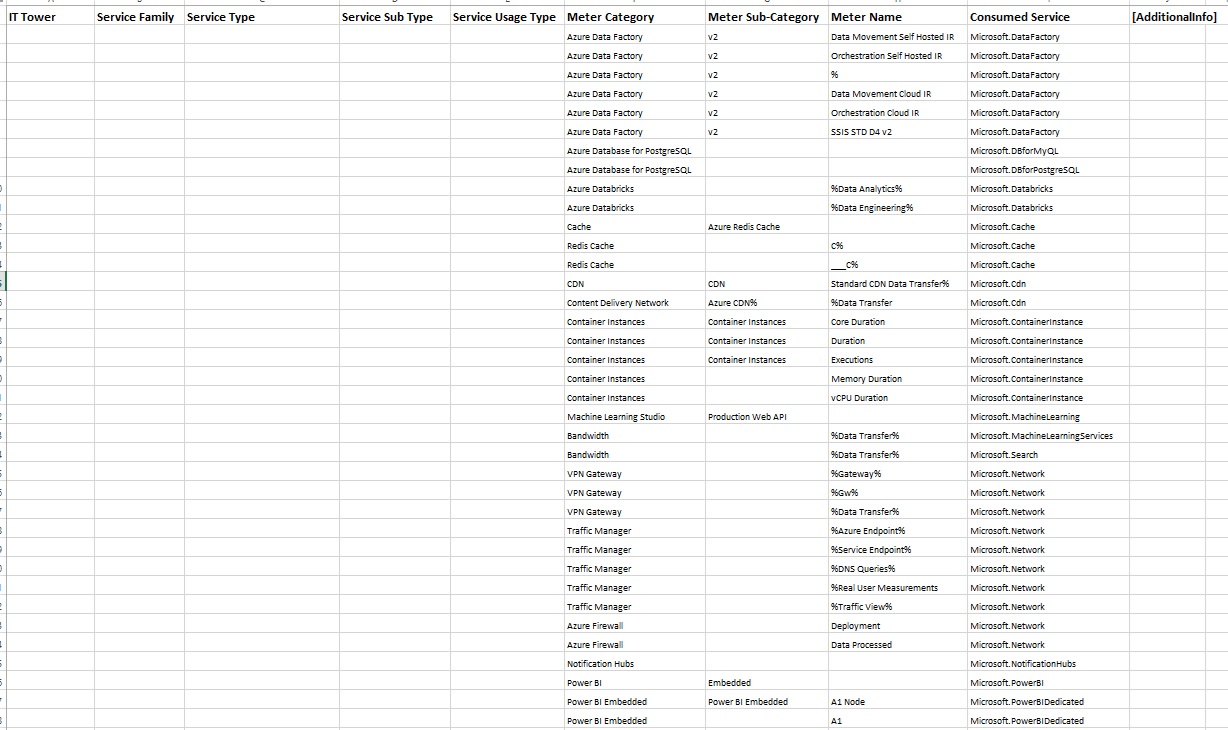 IT Tower Service Family Service Type Service Sub Type Service Usage Type Meter Category Meter Sub-Category Meter Name Consumed Service [AdditionalInfo]
Azure Data Factory v2 Data Movement Self Hosted IR Microsoft.DataFactory
Azure Data Factory v2 Orchestration Self Hosted IR Microsoft.DataFactory
Azure Data Factory v2 % Microsoft.DataFactory
Azure Data Factory v2 Data Movement Cloud IR Microsoft.DataFactory
Azure Data Factory v2 Orchestration Cloud IR Microsoft.DataFactory
Azure Data Factory v2 SSIS STD D4 v2 Microsoft.DataFactory
Azure Database for PostgreSQL Microsoft.DBforMyQL
Azure Database for PostgreSQL Microsoft.DBforPostgreSQL
Azure Databricks %Data Analytics% Microsoft.Databricks
Azure Databricks %Data Engineering% Microsoft.Databricks
Cache Azure Redis Cache Microsoft.Cache
Redis Cache C% Microsoft.Cache
Redis Cache ___C% Microsoft.Cache
CDN CDN Standard CDN Data Transfer% Microsoft.Cdn
Content Delivery Network Azure CDN% %Data Transfer Microsoft.Cdn
Container Instances Container Instances Core Duration Microsoft.ContainerInstance
Container Instances Container Instances Duration Microsoft.ContainerInstance
Container Instances Container Instances Executions Microsoft.ContainerInstance
Container Instances Memory Duration Microsoft.ContainerInstance
Container Instances vCPU Duration Microsoft.ContainerInstance
Machine Learning Studio Production Web API Microsoft.MachineLearning
Bandwidth %Data Transfer% Microsoft.MachineLearningServices
Bandwidth %Data Transfer% Microsoft.Search
VPN Gateway %Gateway% Microsoft.Network
VPN Gateway %Gw% Microsoft.Network
VPN Gateway %Data Transfer% Microsoft.Network
Traffic Manager %Azure Endpoint% Microsoft.Network
Traffic Manager %Service Endpoint% Microsoft.Network
Traffic Manager %DNS Queries% Microsoft.Network
Traffic Manager %Real User Measurements Microsoft.Network
Traffic Manager %Traffic View% Microsoft.Network
Azure Firewall Deployment Microsoft.Network
Azure Firewall Data Processed Microsoft.Network
Notification Hubs Microsoft.NotificationHubs
Power BI Embedded Microsoft.PowerBI
Power BI Embedded Power BI Embedded A1 Node Microsoft.PowerBIDedicated
Power BI Embedded A1 Microsoft.PowerBIDedicated